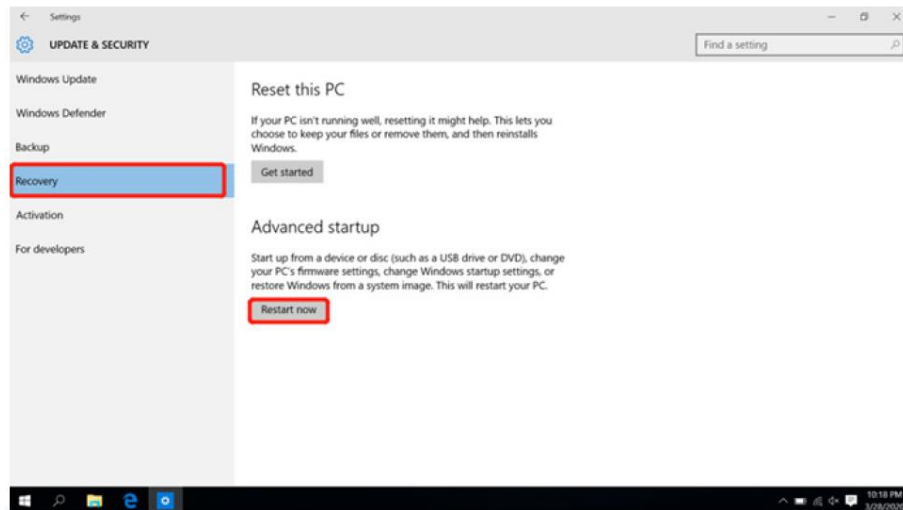 Settings
UPDATE & SECURITY
Find a setting
Windows Update
Windows Defender
Backup
Recovery
Activation
For developers
Reset this PC
If your PC isn't running well, resetting it might help. This lets you
choose to keep your files or remove them, and then reinstalls
Windows.
Get started
Advanced startup
Start up from a device or disc (such as a USB drive or DVD), change
your PC's firmware settings, change Windows startup settings, or
restore Windows from a system image. This will restart your PC.
Restart now
10:18 PM
3/28/2020